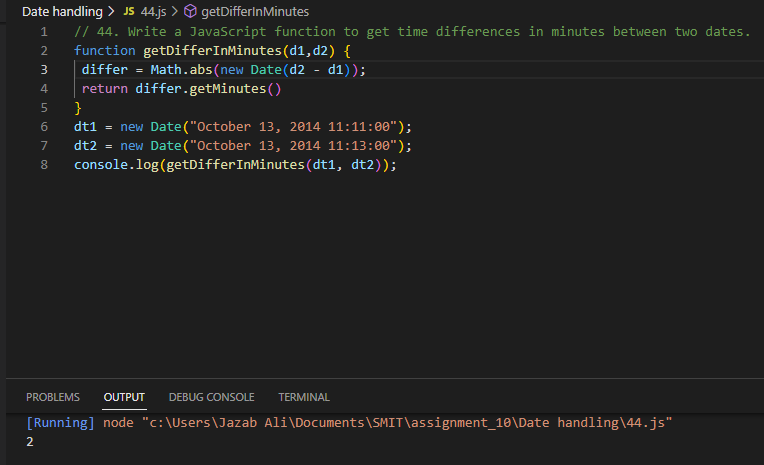 Date handling > JS 44.js > getDifferInMinutes
1 // 44. Write a JavaScript function to get time differences in minutes between two dates.
2 function getDifferInMinutes(d1,d2) {
3  differ = Math.abs(new Date(d2 - d1));
4  return differ.getMinutes()
5 }
6 dt1 = new Date("October 13, 2014 11:11:00");
7 dt2 = new Date("October 13, 2014 11:13:00");
8 console.log(getDifferInMinutes(dt1, dt2));
PROBLEMS OUTPUT DEBUG CONSOLE TERMINAL
[Running] node "c:\Users\Jazab Ali\Documents\SMIT\assignment_10\Date handling\44.js"
2